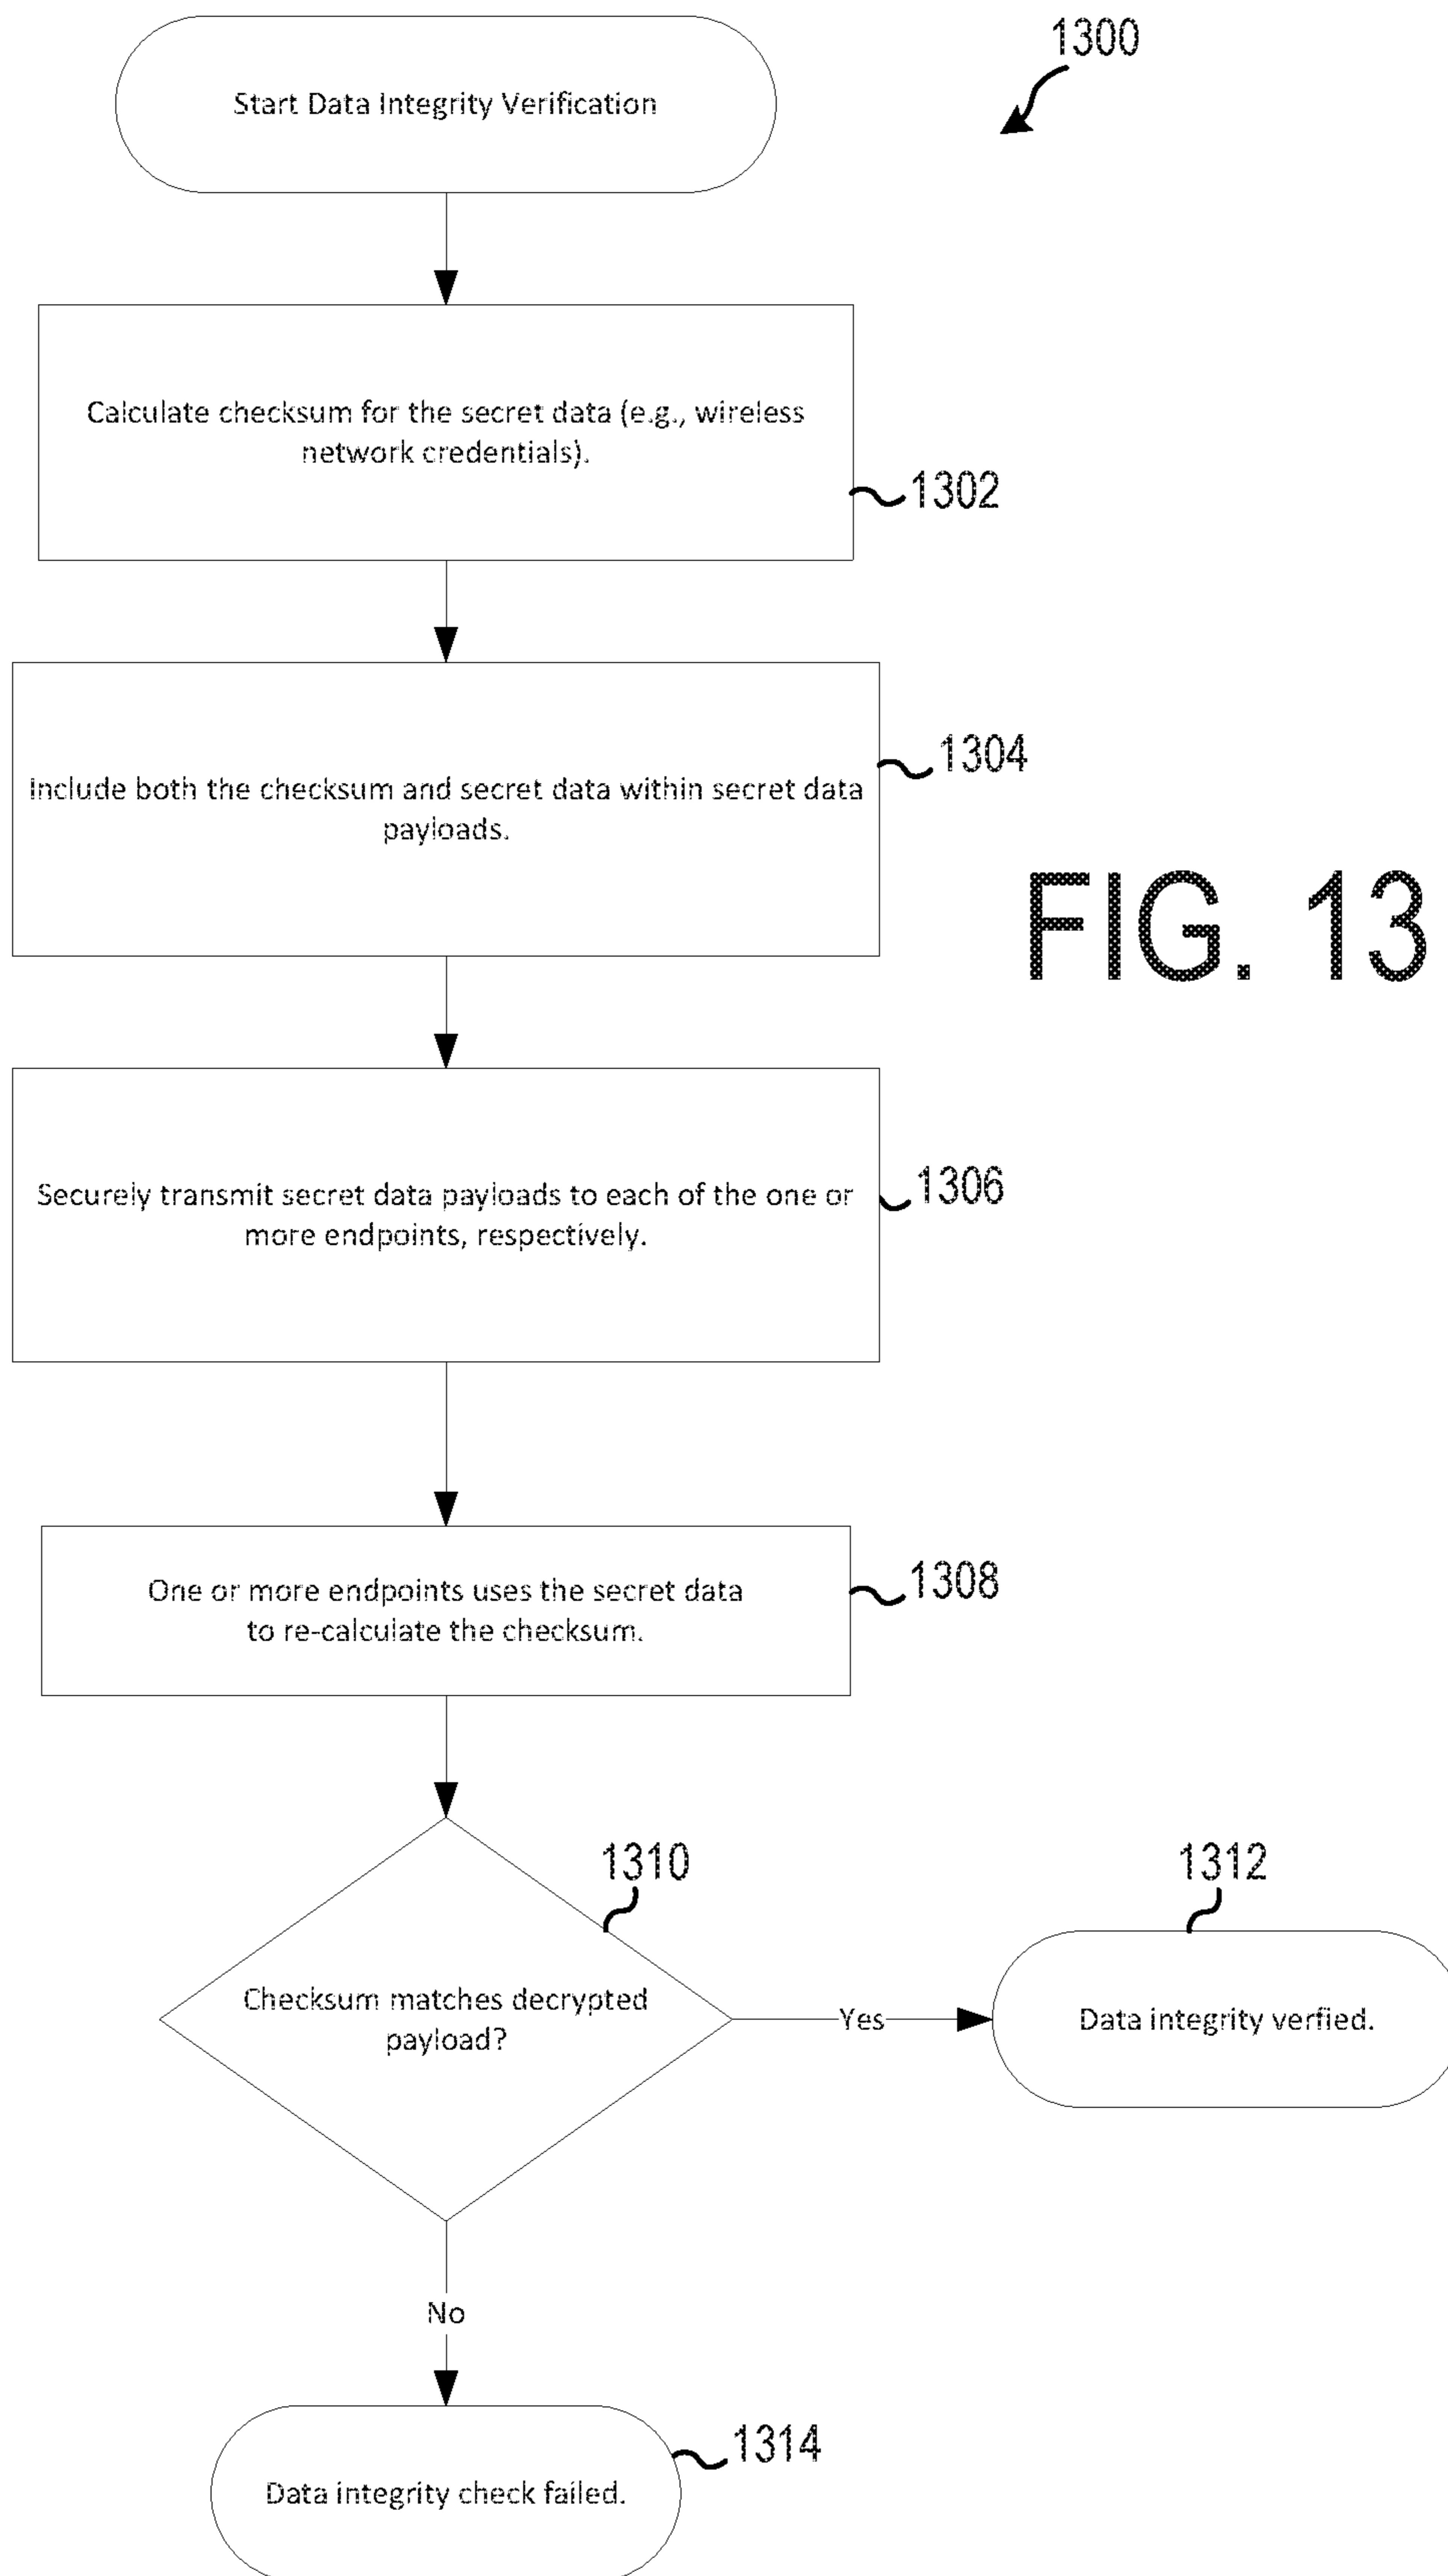 1300
Start Data Integrity Verification
Calculate checksum for the secret data (e.g., wireless
network credentials).
1302
1304
Include both the checksum and secret data within secret data
payloads.
FIG. 13
1306
Securely transmit secret data payloads to each of the one or
more endpoints, respectively.
1308
One or more endpoints uses the secret data
to re-calculate the checksum.
1310
1312
Checksum matches decrypted
payload?
Yes
Data integrity verfied.
No
1314
Data integrity check failed.